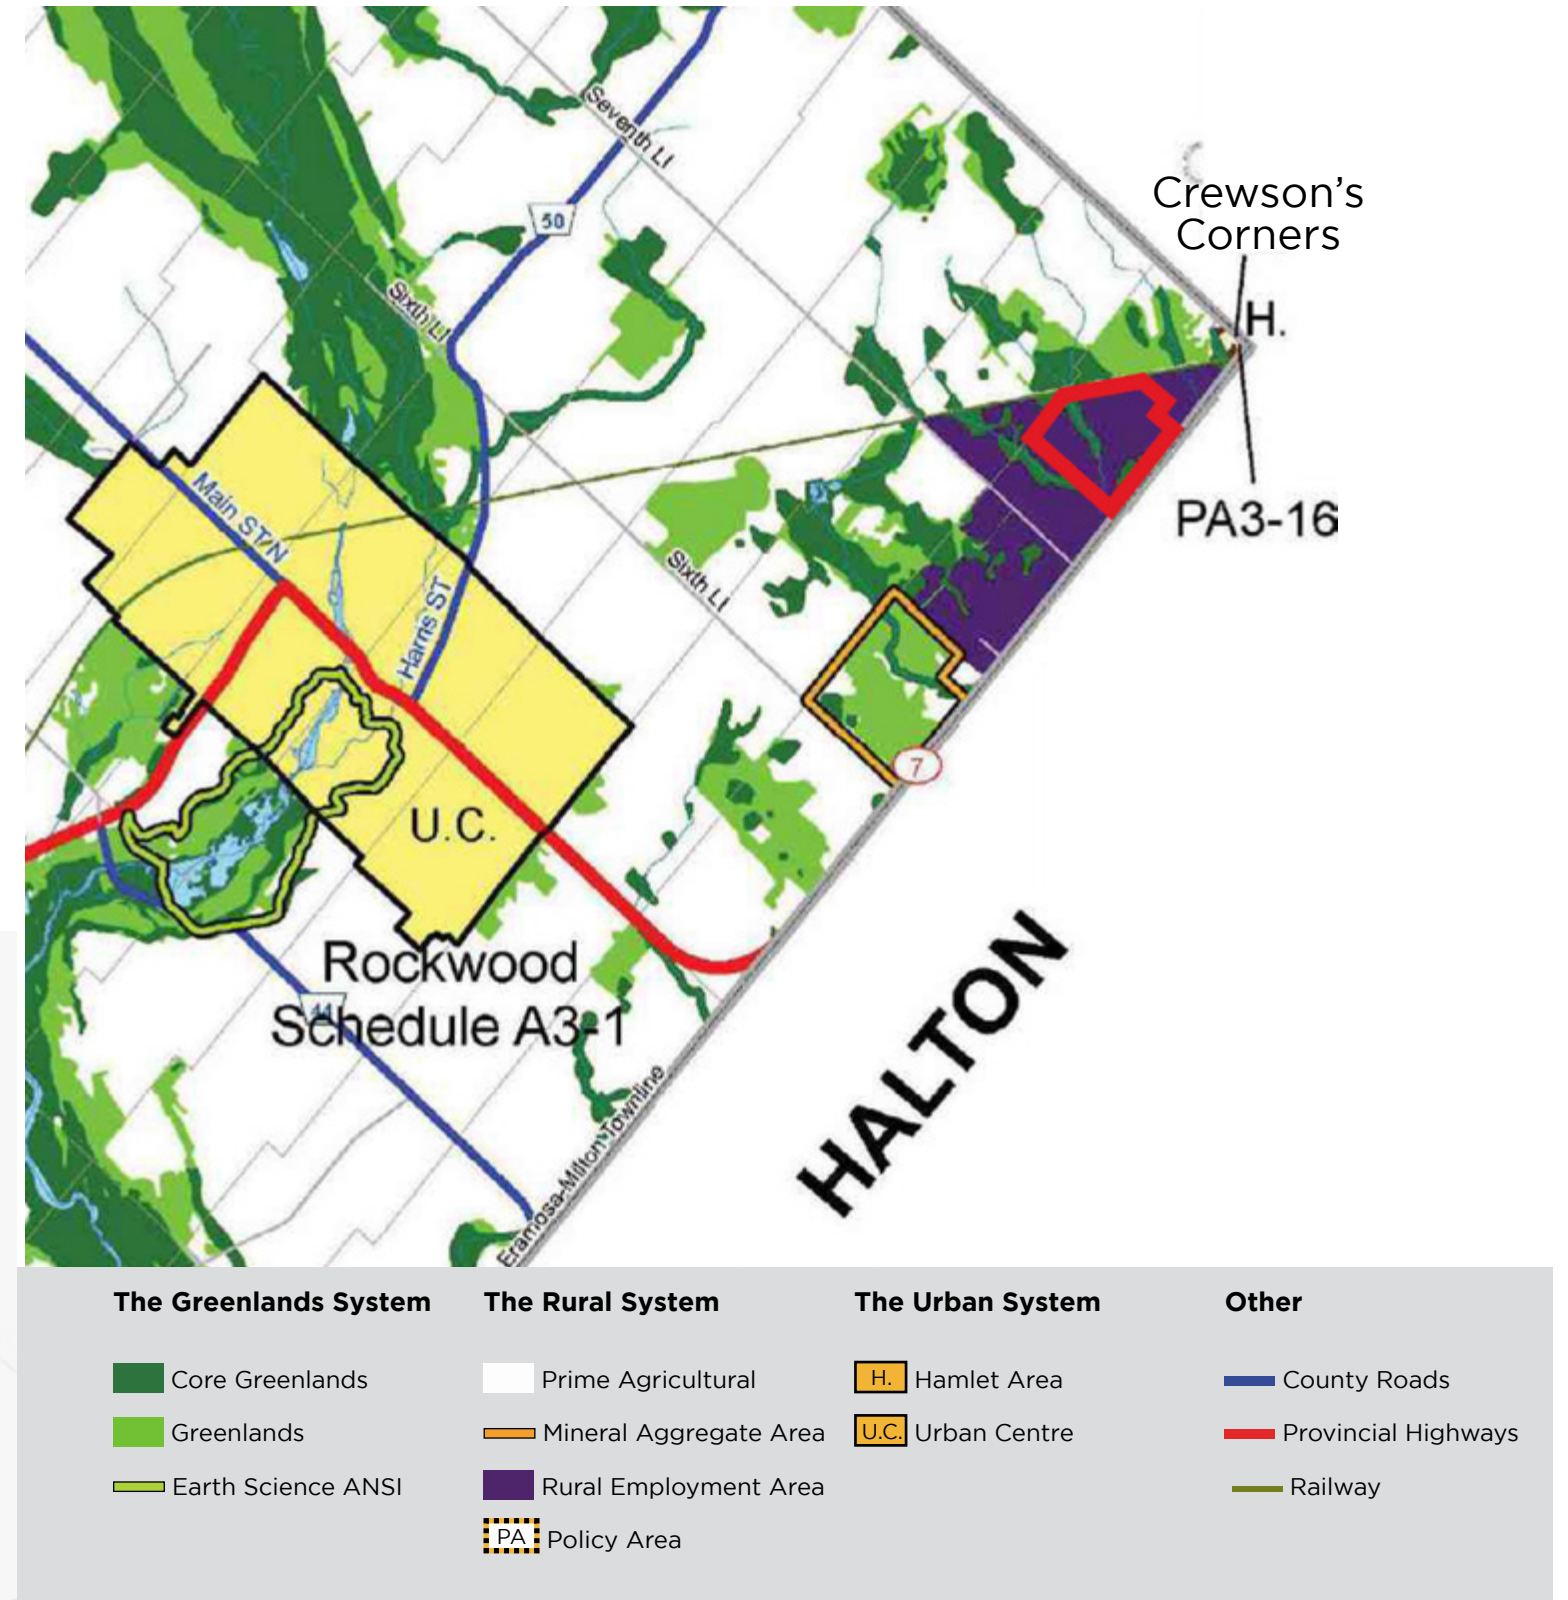 Seventh LI
50
Crewson's
Corners
H.
Sixth LI
PA3-16
Main ST N
Sixth LI
Harris ST
7
U.C.
Rockwood
Schedule A3-1
44
HALTON
Eramosa-Milton Townline
The Greenlands System
Core Greenlands
Greenlands
Earth Science ANSI
The Rural System
Prime Agricultural
Mineral Aggregate Area
Rural Employment Area
PA Policy Area
The Urban System
H. Hamlet Area
U.C. Urban Centre
Other
County Roads
Provincial Highways
Railway